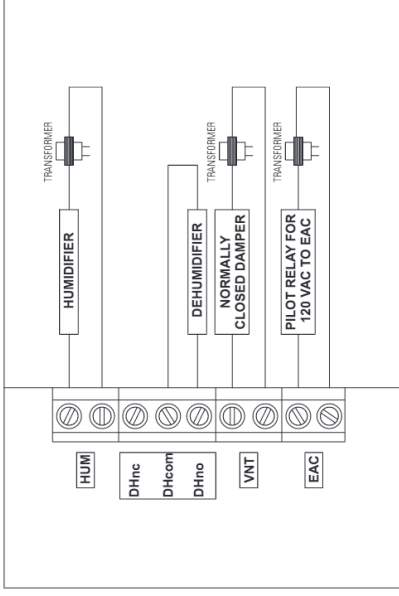 TRANSFORMER
HUMIDIFIER
HUM
DHnc
DHcom
DHno
DEHUMIDIFIER
TRANSFORMER
NORMALLY
CLOSED DAMPER
VNT
TRANSFORMER
PILOT RELAY FOR
120 VAC TO EAC
EAC